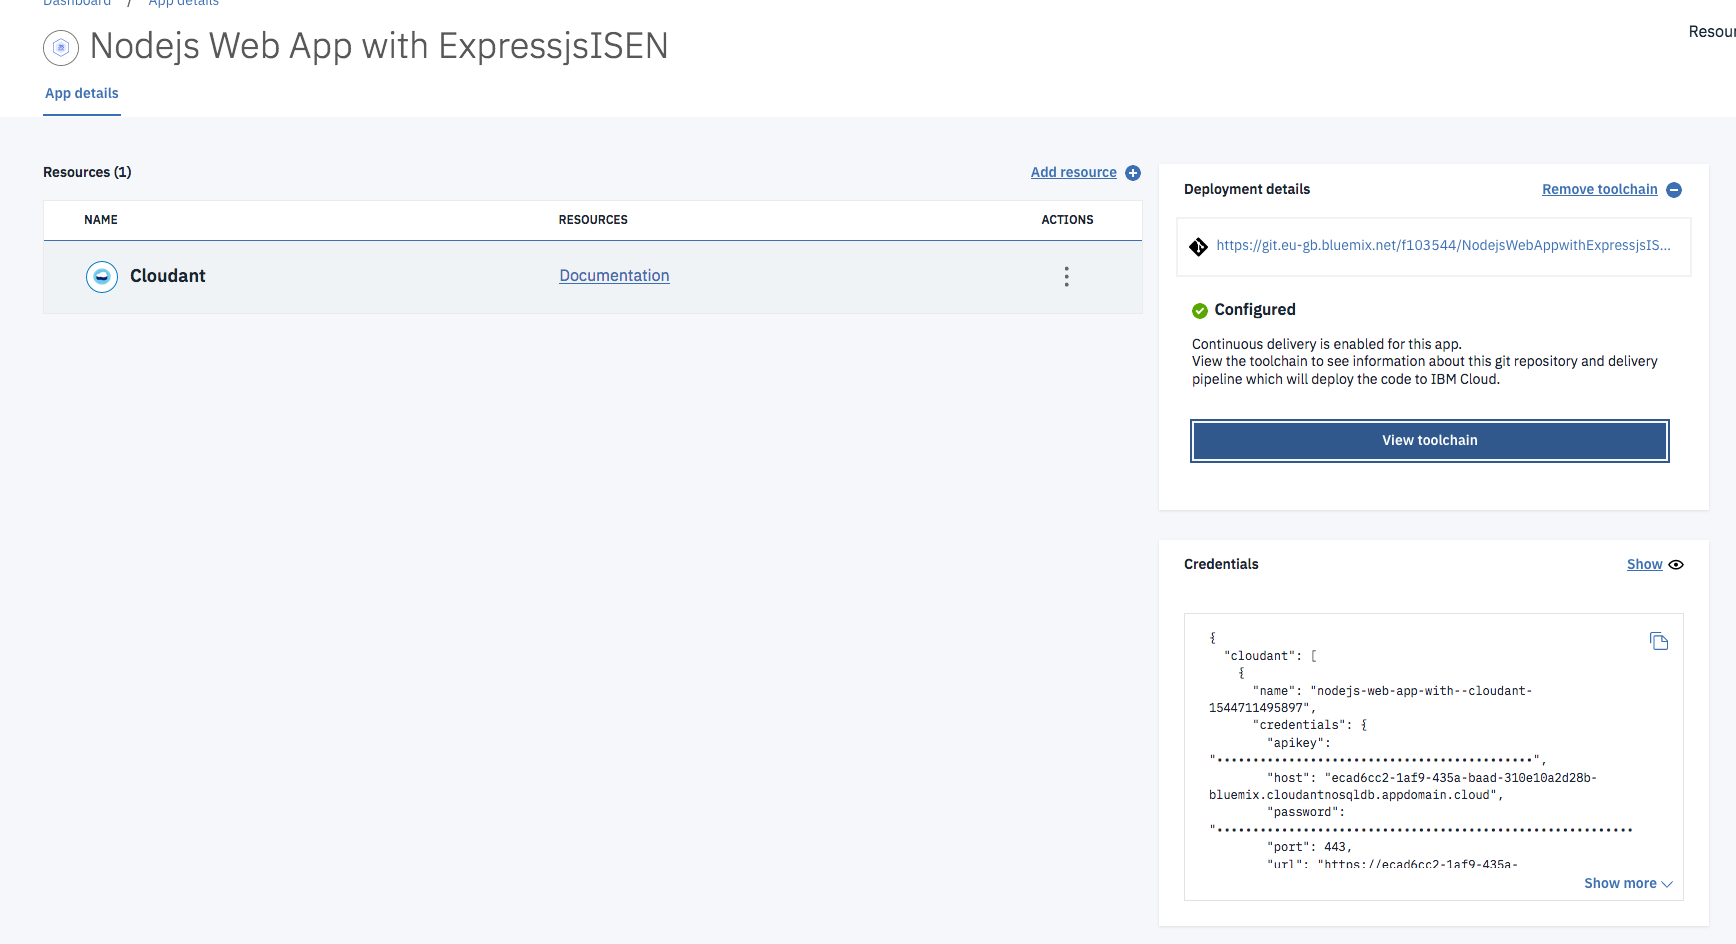 Dashboard / App details
Nodejs Web App with ExpressjsISEN
Resour
App details
Resources (1)
Add resource
NAME RESOURCES ACTIONS
Cloudant Documentation
Deployment details
Remove toolchain
https://git.eu-gb.bluemix.net/f103544/NodejsWebAppwithExpressjsIS...
Configured
Continuous delivery is enabled for this app.
View the toolchain to see information about this git repository and delivery
pipeline which will deploy the code to IBM Cloud.
View toolchain
Credentials
Show
{
"cloudant": [
{
"name": "nodejs-web-app-with--cloudant-
1544711495897",
"credentials": {
"apikey":
"••••••••••••••••••••••••••••••••••••••••••••",
"host": "ecad6cc2-1af9-435a-baad-310e10a2d28b-
bluemix.cloudantnosqldb.appdomain.cloud",
"password":
"••••••••••••••••••••••••••••••••••••••••••••••••••••••••••
"port": 443,
"url": "https://ecad6cc2-1af9-435a-
Show more